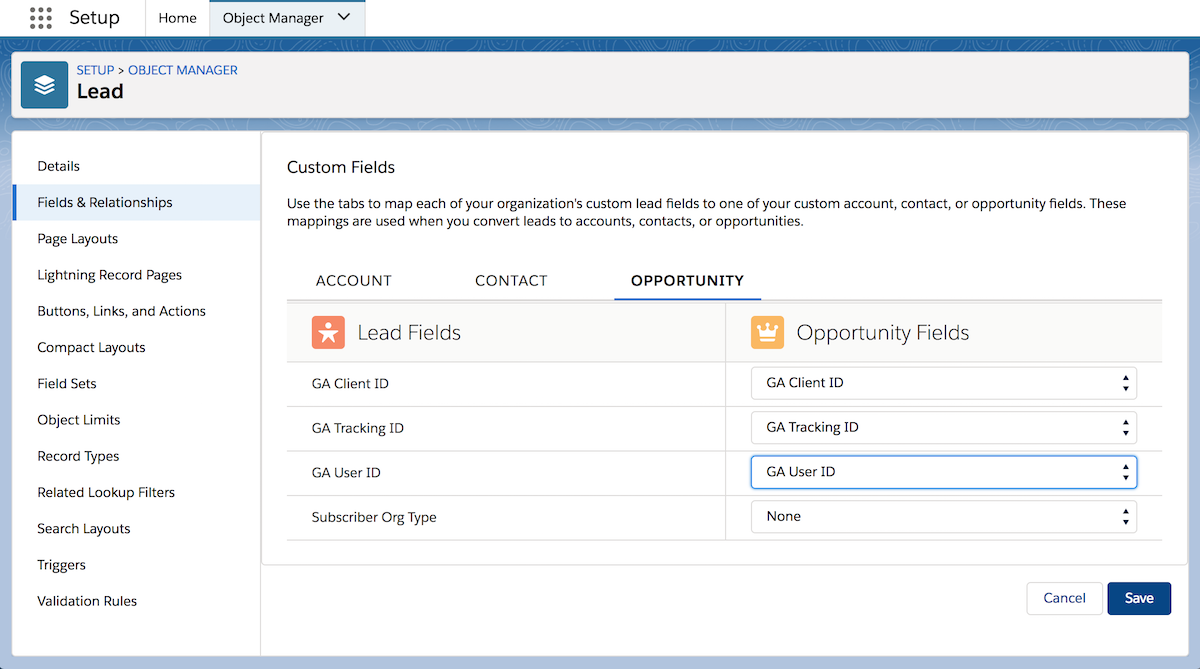 Setup
Home
Object Manager
SETUP > OBJECT MANAGER
Lead
Details
Fields & Relationships
Page Layouts
Lightning Record Pages
Buttons, Links, and Actions
Compact Layouts
Field Sets
Object Limits
Record Types
Related Lookup Filters
Search Layouts
Triggers
Validation Rules
Custom Fields
Use the tabs to map each of your organization's custom lead fields to one of your custom account, contact, or opportunity fields. These
mappings are used when you convert leads to accounts, contacts, or opportunities.
ACCOUNT CONTACT OPPORTUNITY
Lead Fields Opportunity Fields
GA Client ID GA Client ID
GA Tracking ID GA Tracking ID
GA User ID GA User ID
Subscriber Org Type None
Cancel Save